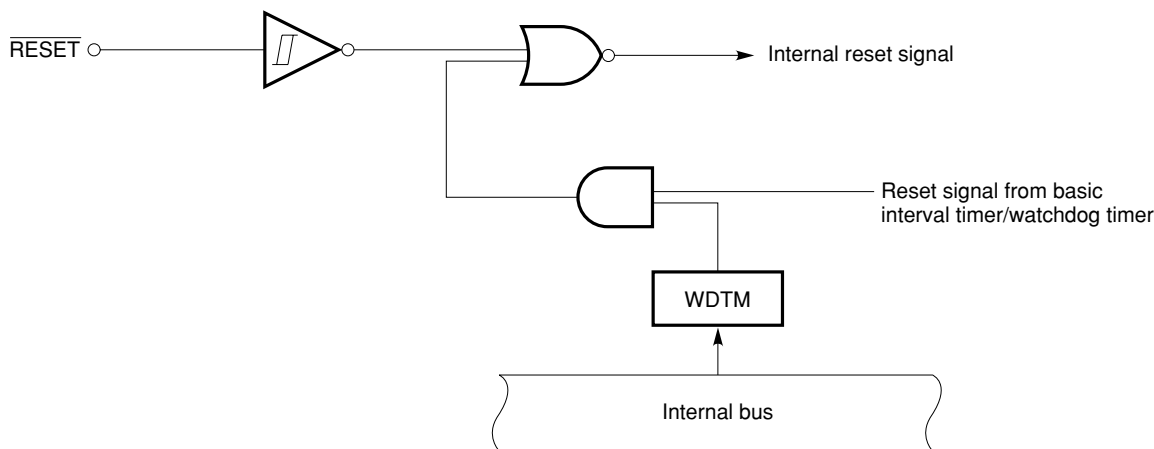 RESET
Internal reset signal
Reset signal from basic
interval timer/watchdog timer
WDTM
Internal bus